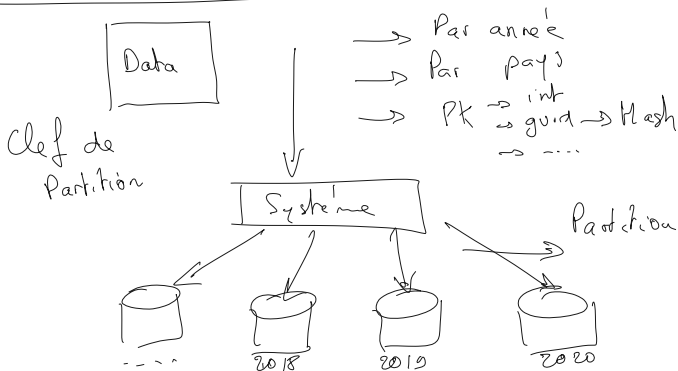 Data
Par année
Par pays
PK → int
→ guid → Hash
→ ....
Clef de
Partition
Système
Partition
.....
2018
2019
2020